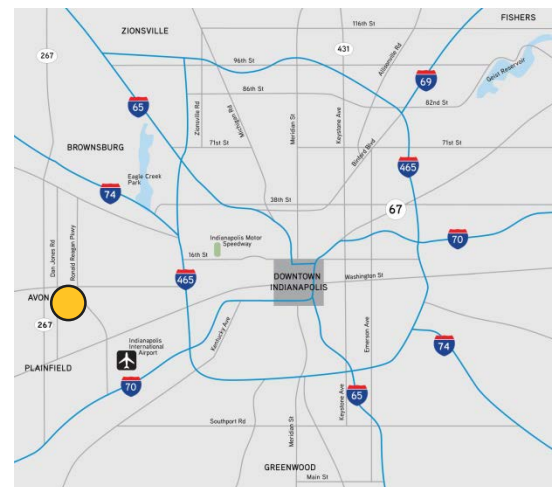 FISHERS
ZIONSVILLE
116th St
267
431
Allisonville Rd
96th St
69
Geist Reservoir
86th St
82nd St
65
Zionsville Rd
Michigan Rd
Meridian St
Keystone Ave
Binford Blvd
71st St
71st St
BROWNSBURG
465
Eagle Creek
Park
74
38th St
67
70
Indianapolis Motor
Speedway
Dan Jones Rd
Ronald Reagan Pkwy
16th St
465
DOWNTOWN
INDIANAPOLIS
Washington St
AVON
267
Kentucky Ave
Emerson Ave
Indianapolis
International
Airport
74
PLAINFIELD
70
65
Keystone Ave
Southport Rd
Meridian St
GREENWOOD
Main St